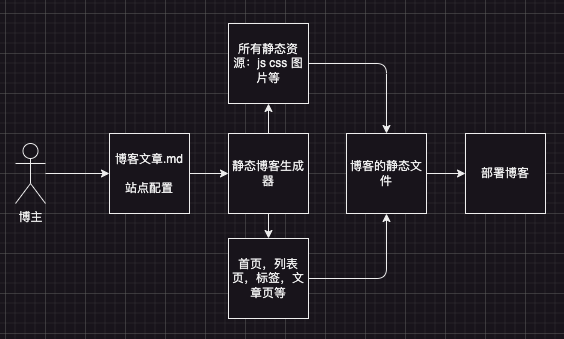 所有静态资
源：js css 图
片等
博客文章.md
站点配置
静态博客生成
器
博客的静态文
件
部署博客
博主
首页，列表
页，标签，文
章页等